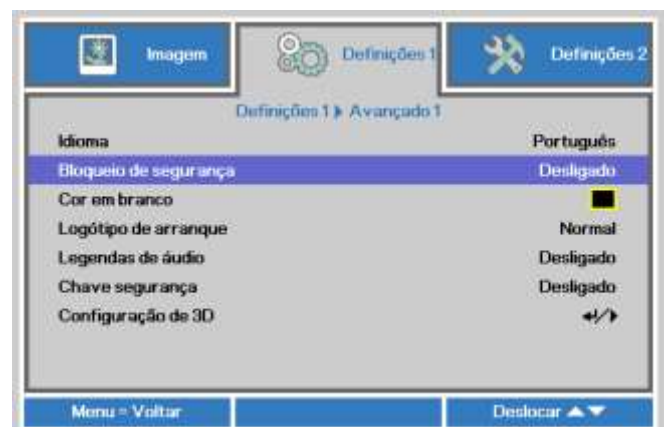 Imagem
Definições 1
Definições 2
Definições 1 Avançado 1
Idioma Português
Bloqueio de segurança Desligado
Cor em branco
Logótipo de arranque Normal
Legendas de áudio Desligado
Chave segurança Desligado
Configuração de 3D
Menu = Voltar
Deslocar